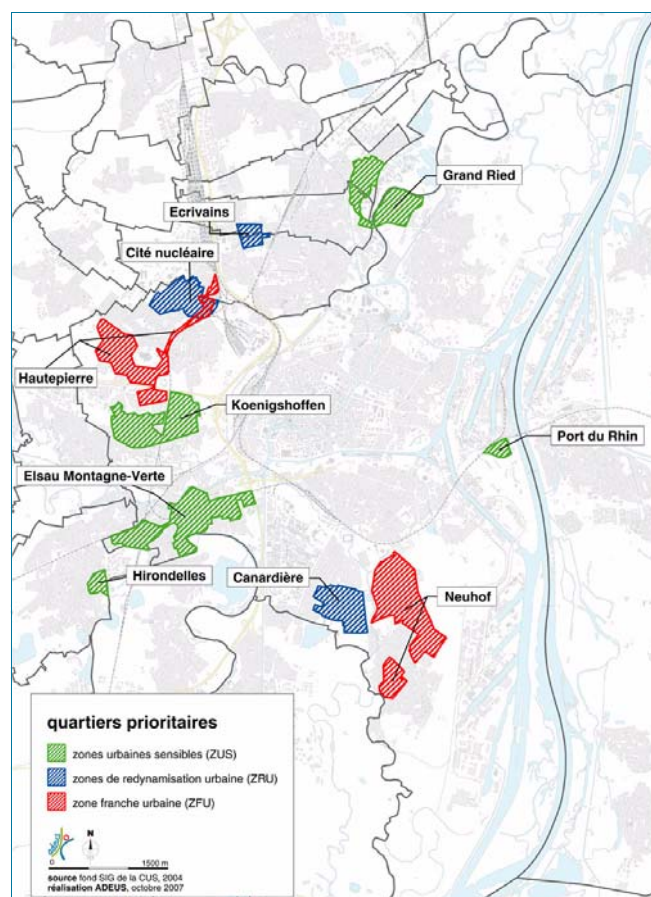 Grand Ried
Ecrivains
Cité nucléaire
Hautepierre
Koenigshoffen
Port du Rhin
Elsau Montagne-Verte
Hirondelles
Canardière
Neuhof
quartiers prioritaires
zones urbaines sensibles (ZUS)
zones de redynamisation urbaine (ZRU)
zone franche urbaine (ZFU)
N
0 1500 m
source fond SIG de la CUS, 2004
réalisation ADEUS, octobre 2007